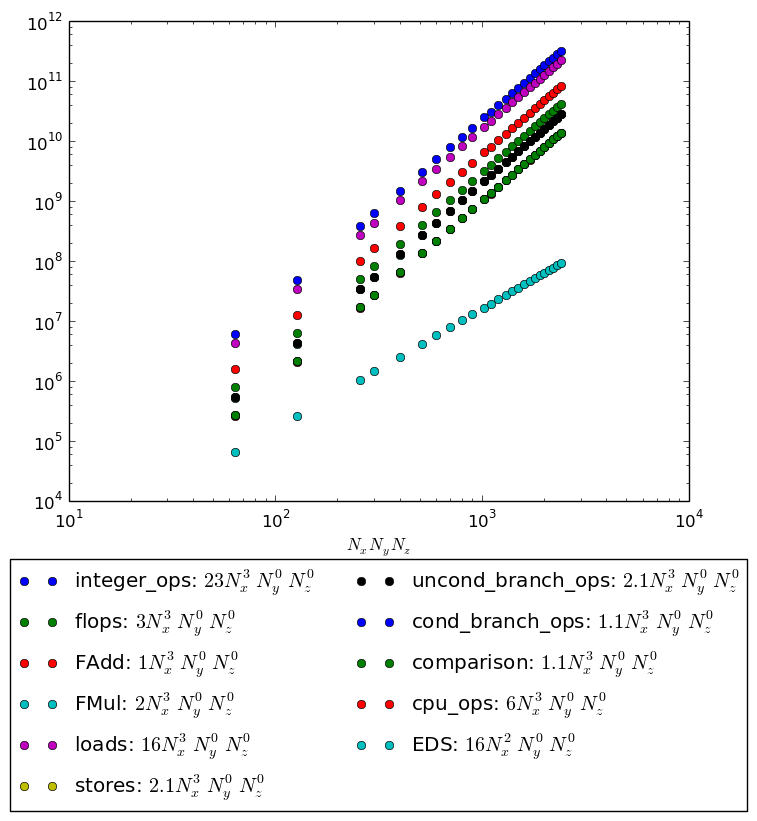 10^12
10^11
10^10
10^9
10^8
10^7
10^6
10^5
10^4
10^1 10^2 10^3 10^4
N_x N_y N_z
integer_ops: 23N_x^3 N_y^0 N_z^0
flops: 3N_x^3 N_y^0 N_z^0
FAdd: 1N_x^3 N_y^0 N_z^0
FMul: 2N_x^3 N_y^0 N_z^0
loads: 16N_x^3 N_y^0 N_z^0
stores: 2.1N_x^3 N_y^0 N_z^0
uncond_branch_ops: 2.1N_x^3 N_y^0 N_z^0
cond_branch_ops: 1.1N_x^3 N_y^0 N_z^0
comparison: 1.1N_x^3 N_y^0 N_z^0
cpu_ops: 6N_x^3 N_y^0 N_z^0
EDS: 16N_x^2 N_y^0 N_z^0